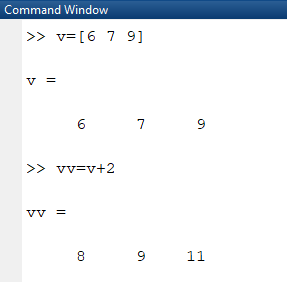 Command Window
>> v=[6 7 9]
v =
6 7 9
>> vv=v+2
vv =
8 9 11